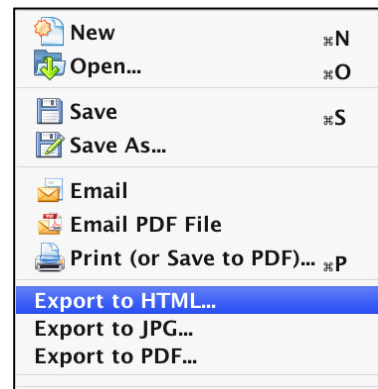 New ⌘N
Open... ⌘O
Save ⌘S
Save As...
Email
Email PDF File
Print (or Save to PDF)... ⌘P
Export to HTML...
Export to JPG...
Export to PDF...